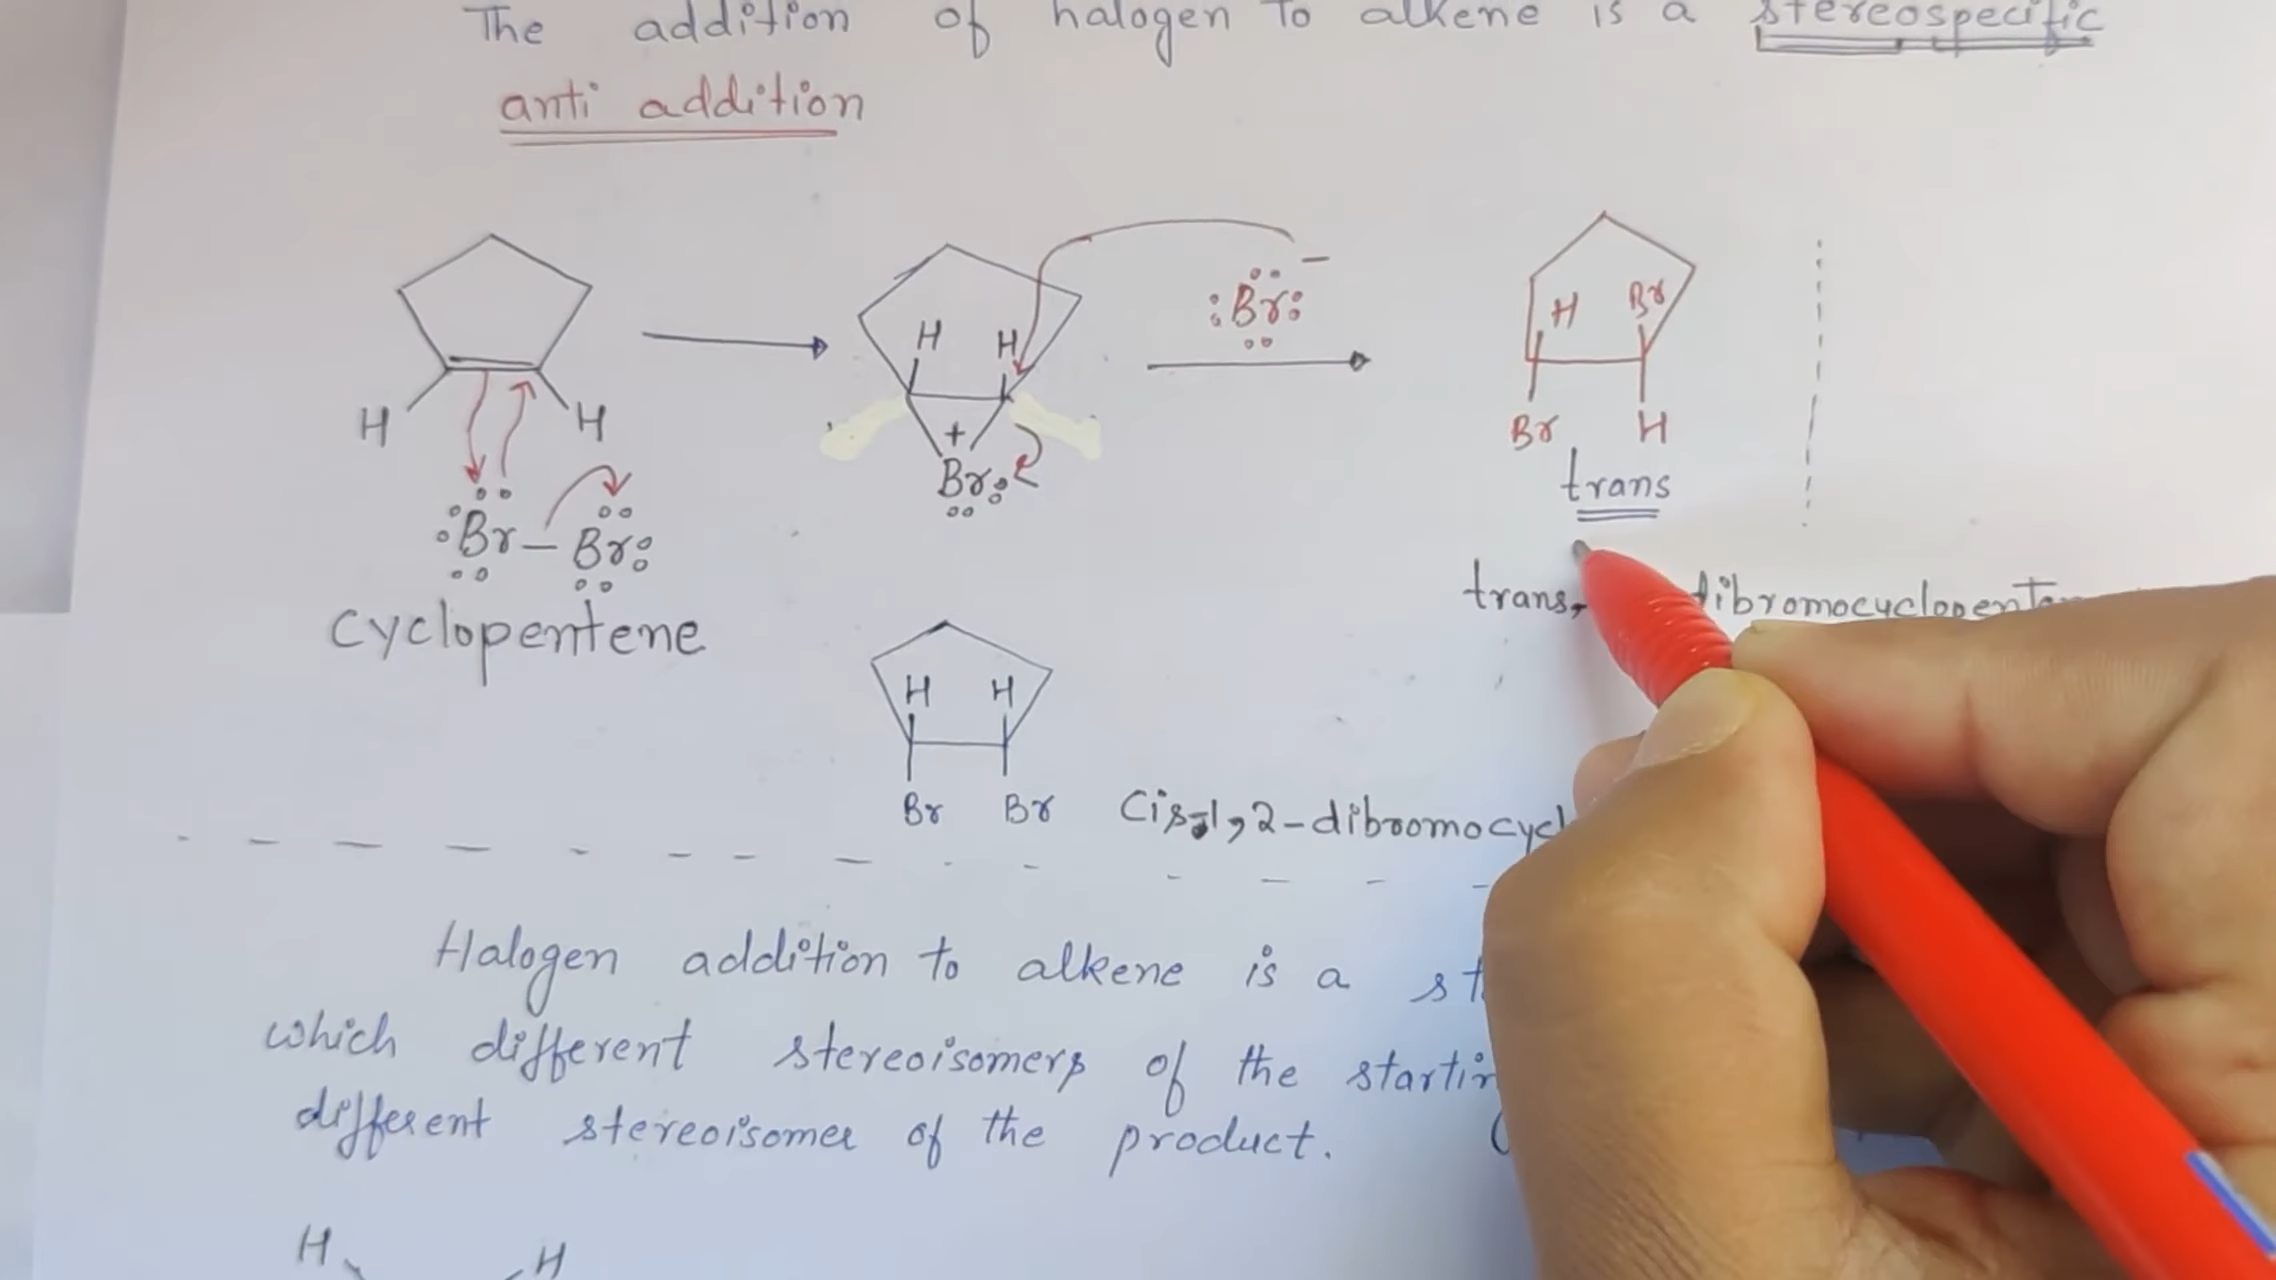 The addition of halogen To alkene is a stereospecific
anti addition
H H
:Br - Br:
Cyclopentene
H H
+
Br:
:Br: −
H Br
Br H
trans
trans, dibromocyclopentan
H H
Br Br
Cis-1,2-dibromocycl
Halogen addition to alkene is a st
which different stereoisomers of the startin
different stereoisomer of the product. (
H H